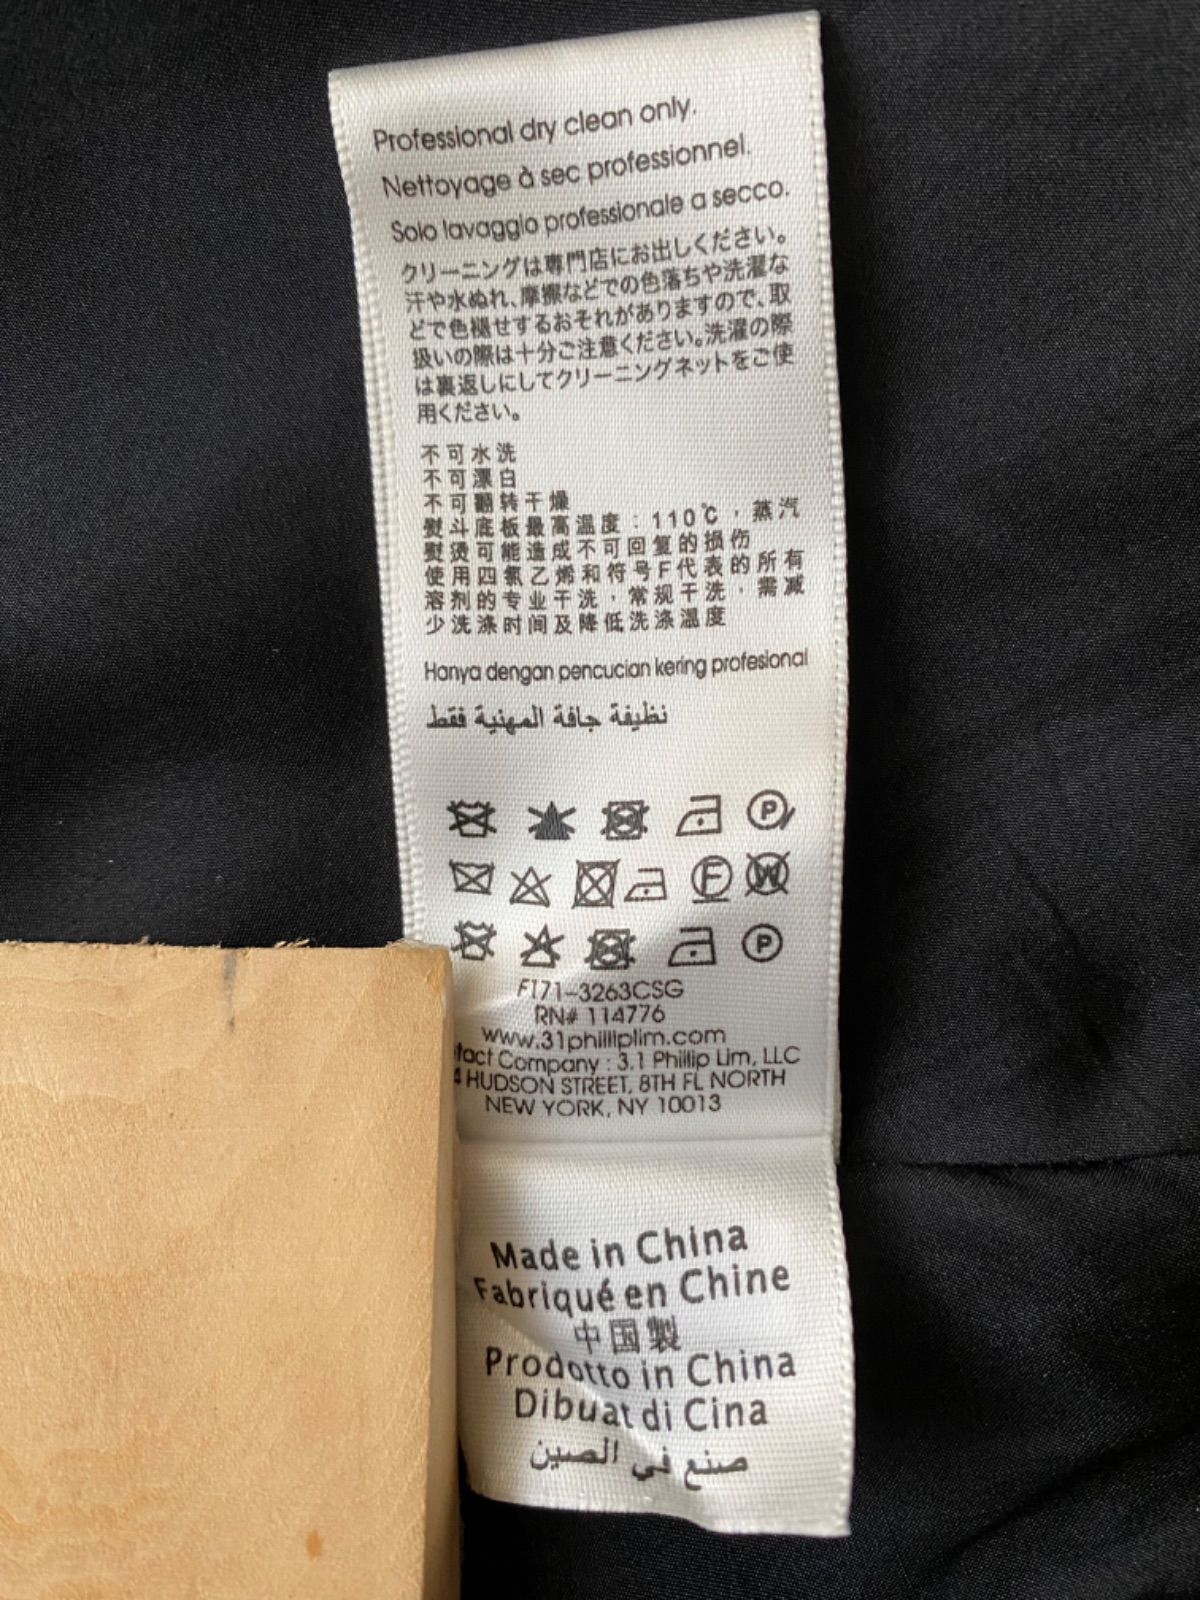 Professional dry clean only.
Nettoyage à sec professionnel.
Solo lavaggio professionale a secco.
クリーニングは専門店にお出しください。
汗や水ぬれ、摩擦などでの色落ちや洗濯な
どで色褪せするおそれがありますので、取
扱いの際は十分ご注意ください。洗濯の際
は裏返しにしてクリーニングネットをご使
用ください。
不可水洗
不可漂白
不可翻转干燥
熨斗底板最高温度:110℃,蒸汽
熨烫可能造成不可回复的损伤
使用四氯乙烯和符号F代表的所有
溶剂的专业干洗,常规干洗,需减
少洗涤时间及降低洗涤温度
Hanya dengan pencucian kering profesional
نظيفة جافة المهنية فقط
P
F W
P
F171-3263CSG
RN# 114776
www.31philliplim.com
tact Company : 3.1 Phillip Lim, LLC
4 HUDSON STREET, 8TH FL NORTH
NEW YORK, NY 10013
Made in China
Fabriqué en Chine
中国製
Prodotto in China
Dibuat di Cina
صنع في الصين